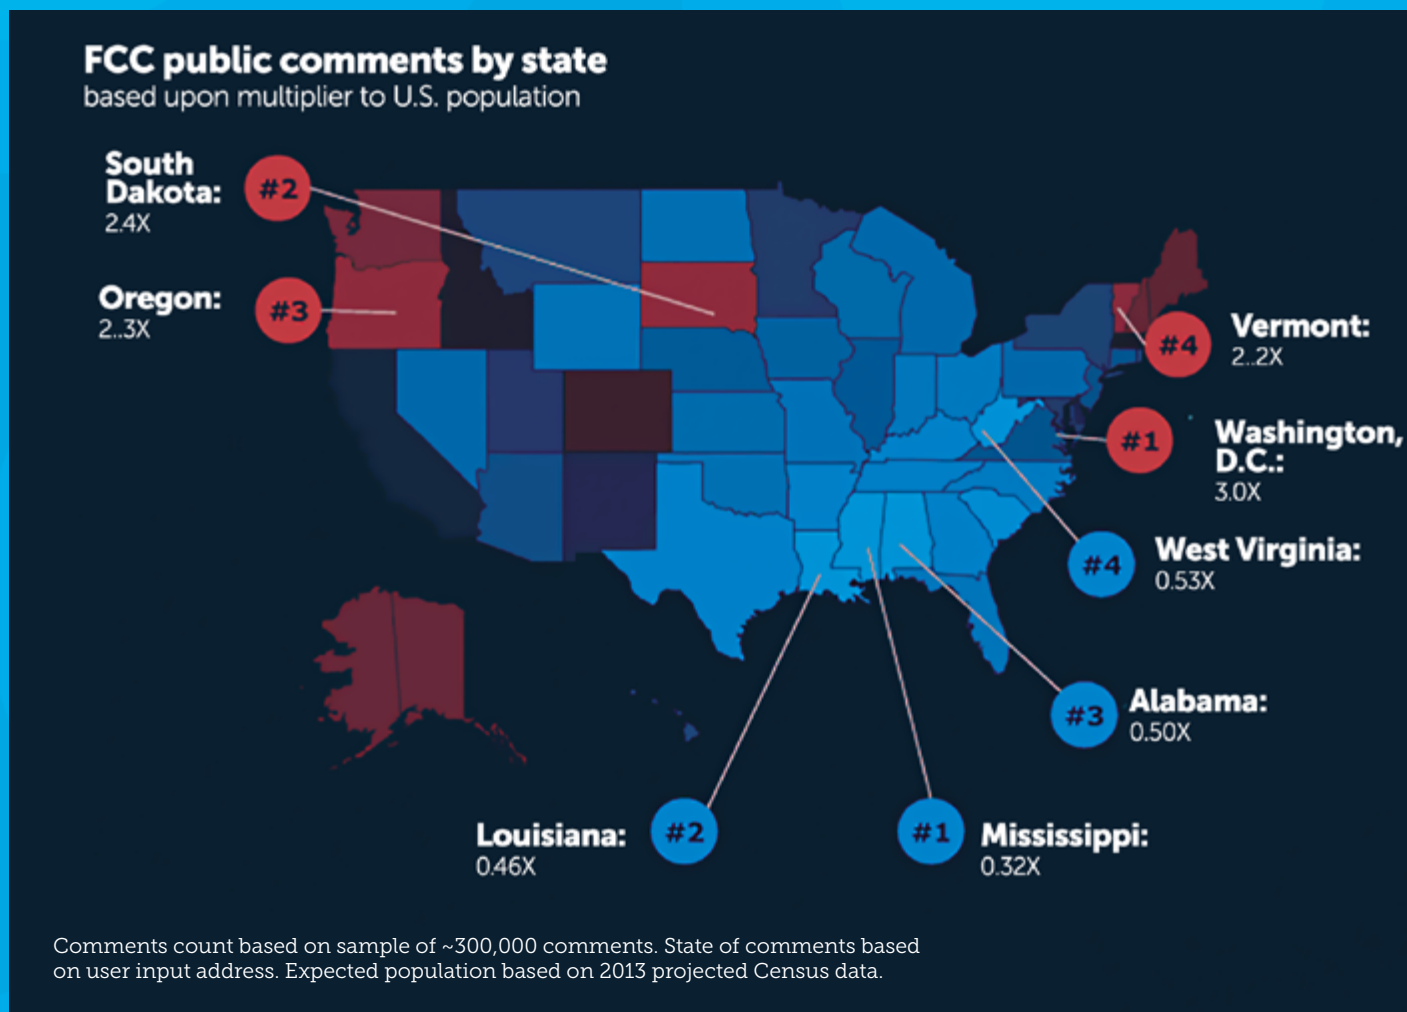 FCC public comments by state
based upon multiplier to U.S. population
South
Dakota:
2.4X
#2
Oregon:
2..3X
#3
#4
Vermont:
2..2X
#1
Washington,
D.C.:
3.0X
#4
West Virginia:
0.53X
#3
Alabama:
0.50X
Louisiana:
0.46X
#2
#1
Mississippi:
0.32X
Comments count based on sample of ~300,000 comments. State of comments based
on user input address. Expected population based on 2013 projected Census data.